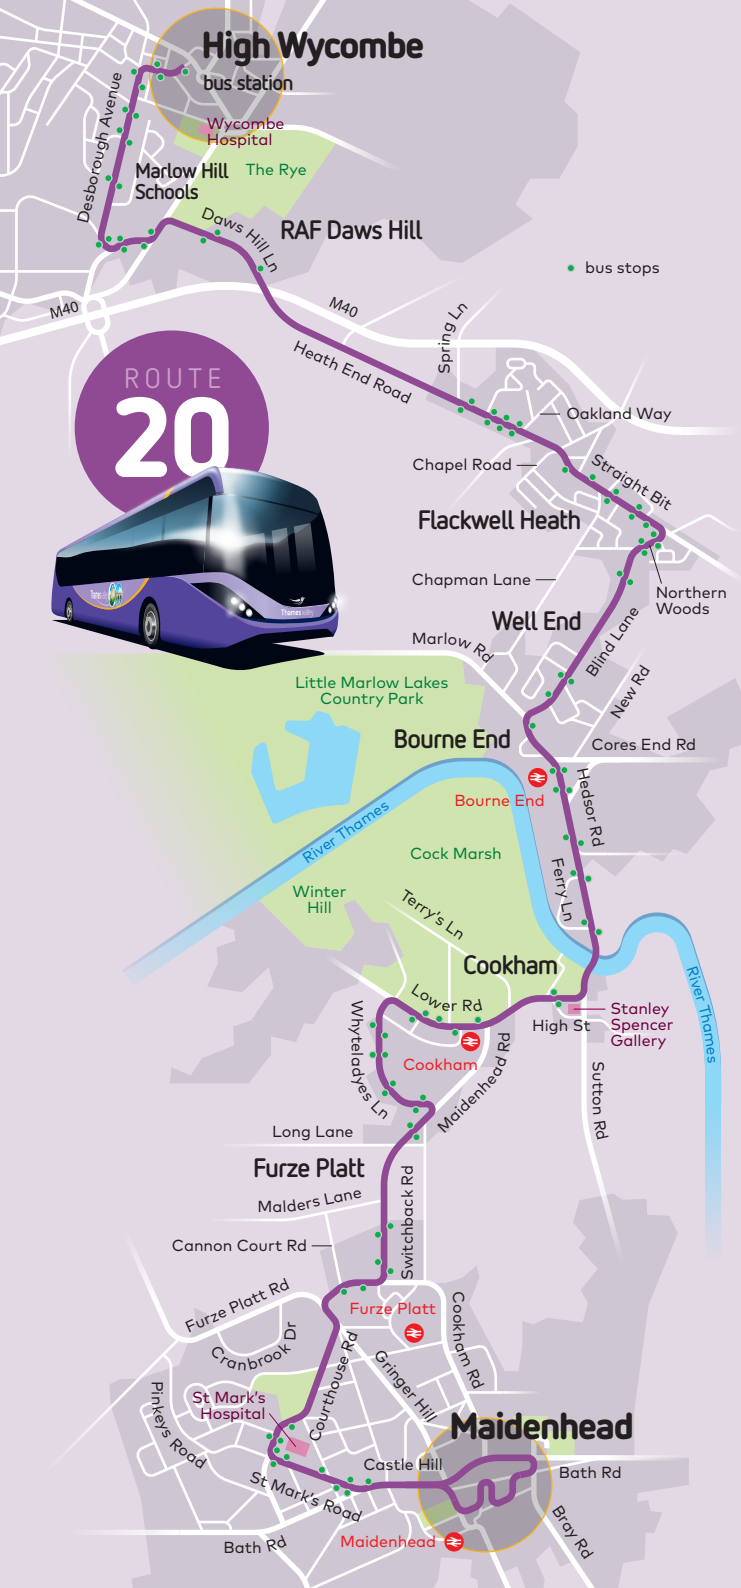 High Wycombe
bus station
Wycombe
Hospital
Desborough Avenue
Marlow Hill
Schools
The Rye
Daws Hill Ln
RAF Daws Hill
bus stops
M40
M40
Spring Ln
Heath End Road
ROUTE
20
Oakland Way
Chapel Road
Straight Bit
Flackwell Heath
Chapman Lane
Northern
Woods
Thames valley
Well End
Marlow Rd
Blind Lane
New Rd
Little Marlow Lakes
Country Park
Bourne End
Cores End Rd
Bourne End
Hedsor Rd
River Thames
Cock Marsh
Ferry Ln
Winter
Hill
Terry's Ln
Cookham
River Thames
Lower Rd
Whyteladyes Ln
High St
Stanley
Spencer
Gallery
Cookham
Maidenhead Rd
Sutton Rd
Long Lane
Furze Platt
Malders Lane
Switchback Rd
Cannon Court Rd
Furze Platt Rd
Furze Platt
Cookham Rd
Cranbrook Dr
Courthouse Rd
Gringer Hill
Pinkeys Road
St Mark's
Hospital
Maidenhead
Castle Hill
Bath Rd
St Mark's Road
Bath Rd
Maidenhead
Bray Rd